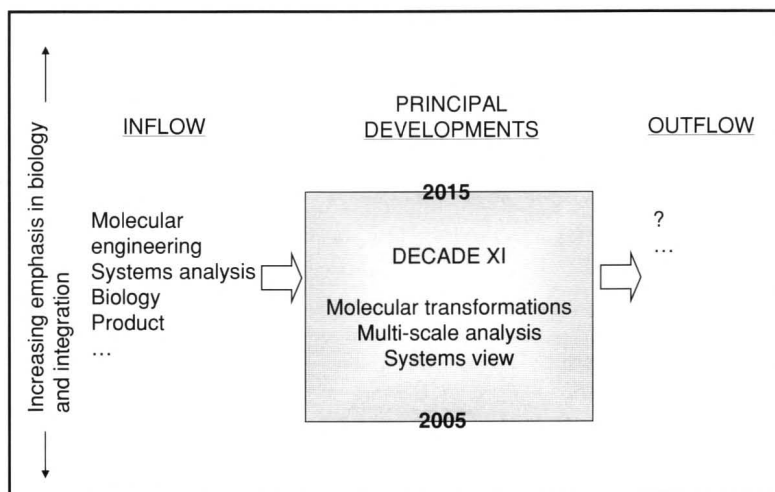 Increasing emphasis in biology
and integration
INFLOW
PRINCIPAL
DEVELOPMENTS
OUTFLOW
Molecular
engineering
Systems analysis
Biology
Product
…
2015
DECADE XI
Molecular transformations
Multi-scale analysis
Systems view
2005
?
…